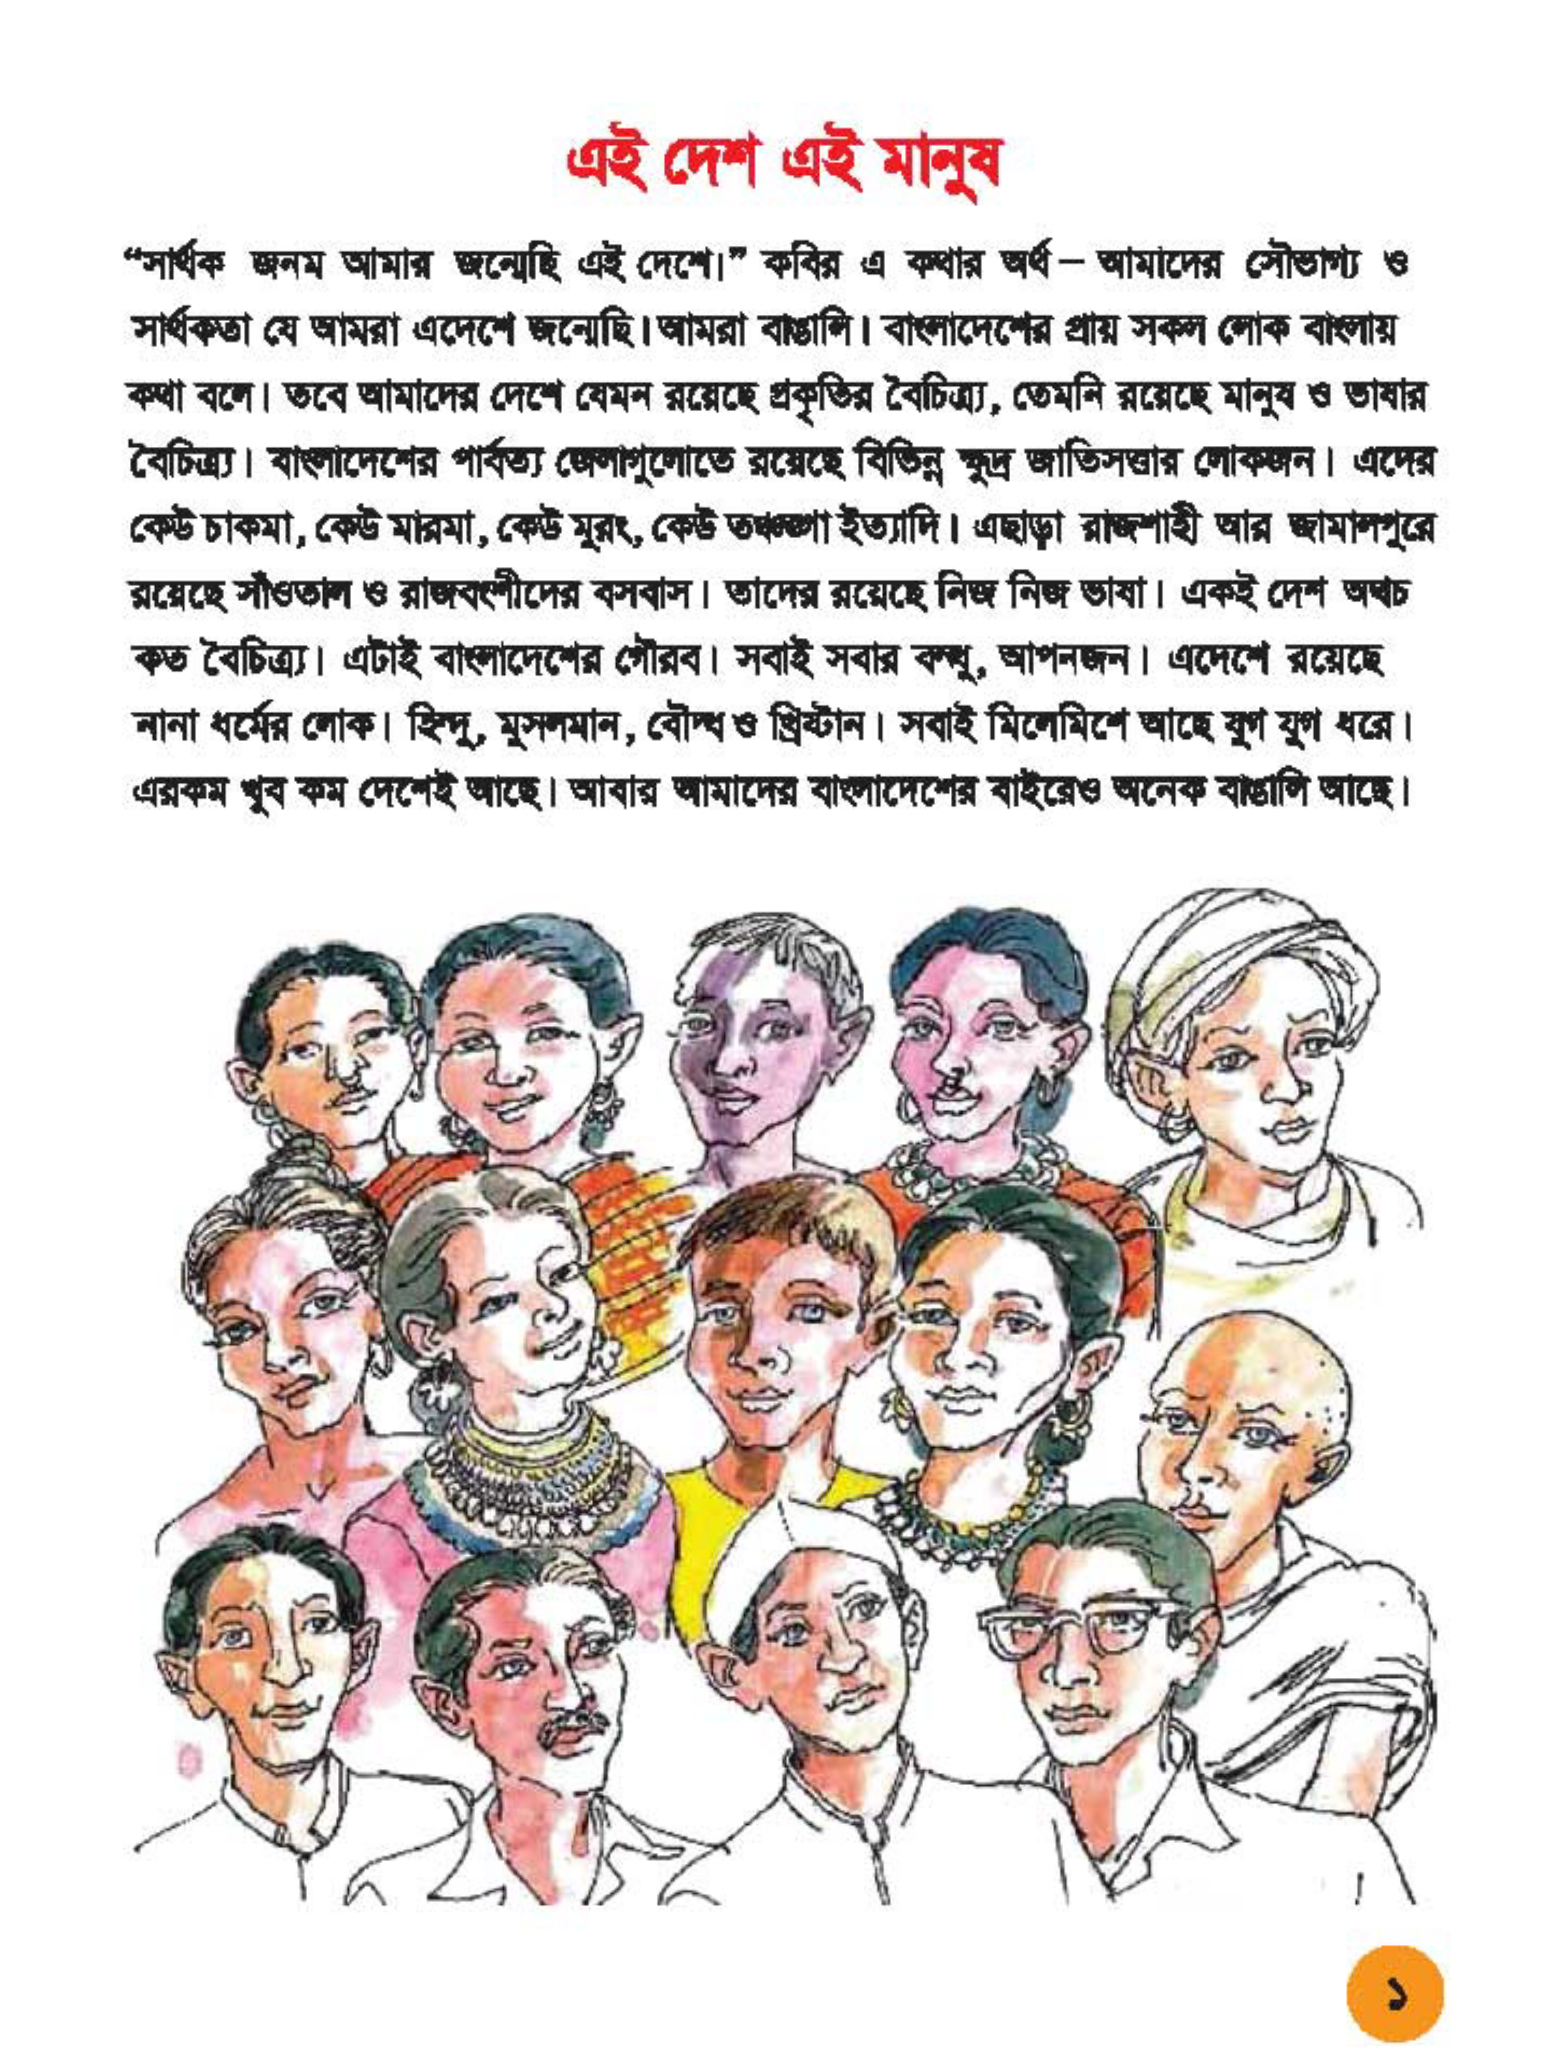 এই দেশ এই মানুষ
“সার্থক জনম আমার জন্মেছি এই দেশে।” কবির এ কথার অর্থ – আমাদের সৌভাগ্য ও
সার্থকতা যে আমরা এদেশে জন্মেছি। আমরা বাঙালি। বাংলাদেশের প্রায় সকল লোক বাংলায়
কথা বলে। তবে আমাদের দেশে যেমন রয়েছে প্রকৃতির বৈচিত্র্য, তেমনি রয়েছে মানুষ ও ভাষার
বৈচিত্র্য। বাংলাদেশের পার্বত্য জেলাগুলোতে রয়েছে বিভিন্ন ক্ষুদ্র জাতিসত্তার লোকজন। এদের
কেউ চাকমা, কেউ মারমা, কেউ মুরং, কেউ তঞ্চঙ্গ্যা ইত্যাদি। এছাড়া রাজশাহী আর জামালপুরে
রয়েছে সাঁওতাল ও রাজবংশীদের বসবাস। তাদের রয়েছে নিজ নিজ ভাষা। একই দেশ অথচ
কত বৈচিত্র্য। এটাই বাংলাদেশের গৌরব। সবাই সবার বন্ধু, আপনজন। এদেশে রয়েছে
নানা ধর্মের লোক। হিন্দু, মুসলমান, বৌদ্ধ ও খ্রিষ্টান। সবাই মিলেমিশে আছে যুগ যুগ ধরে।
এরকম খুব কম দেশেই আছে। আবার আমাদের বাংলাদেশের বাইরেও অনেক বাঙালি আছে।
১